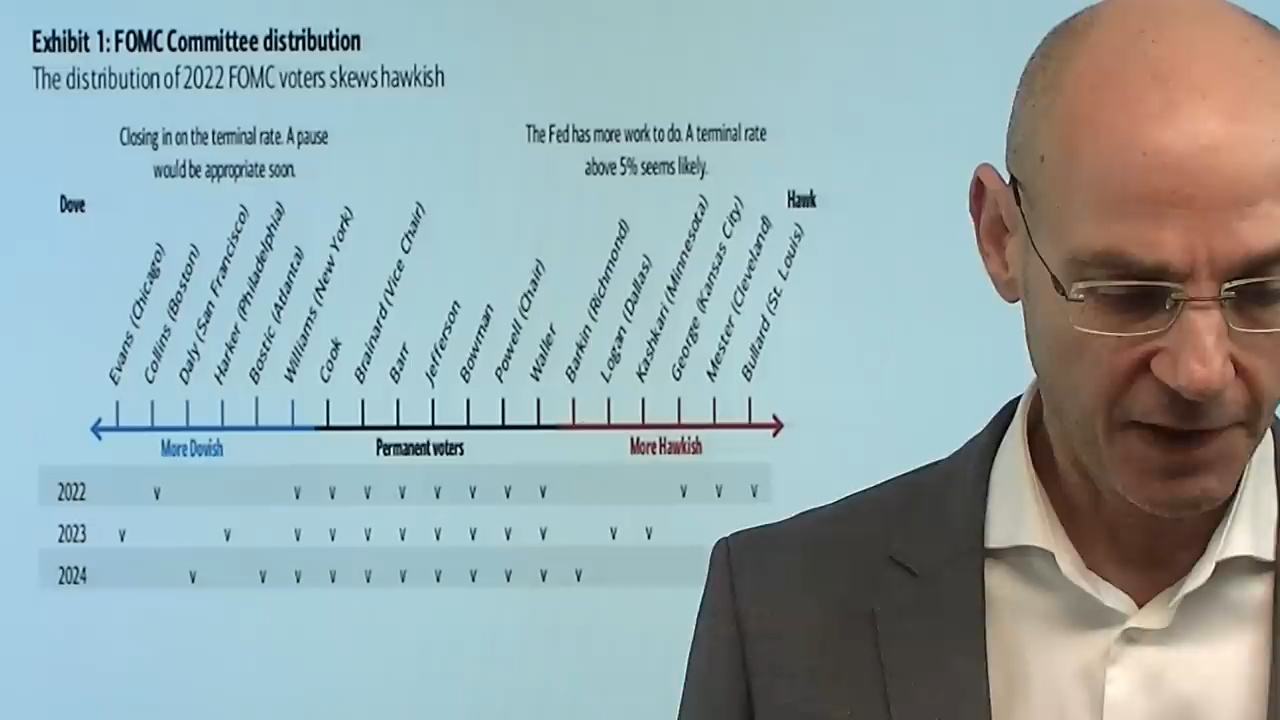 Exhibit 1: FOMC Committee distribution
The distribution of 2022 FOMC voters skews hawkish
Closing in on the terminal rate. A pause
would be appropriate soon.
The Fed has more work to do. A terminal rate
above 5% seems likely.
Dove
Hawk
Evans (Chicago)
Collins (Boston)
Daly (San Francisco)
Harker (Philadelphia)
Bostic (Atlanta)
Williams (New York)
Cook
Brainard (Vice Chair)
Barr
Jefferson
Bowman
Powell (Chair)
Waller
Barkin (Richmond)
Logan (Dallas)
Kashkari (Minnesota)
George (Kansas City)
Mester (Cleveland)
Bullard (St. Louis)
More Dovish
Permanent voters
More Hawkish
2022 v v v v v v v v v v v v
2023 v v v v v v v v v v v v
2024 v v v v v v v v v v v